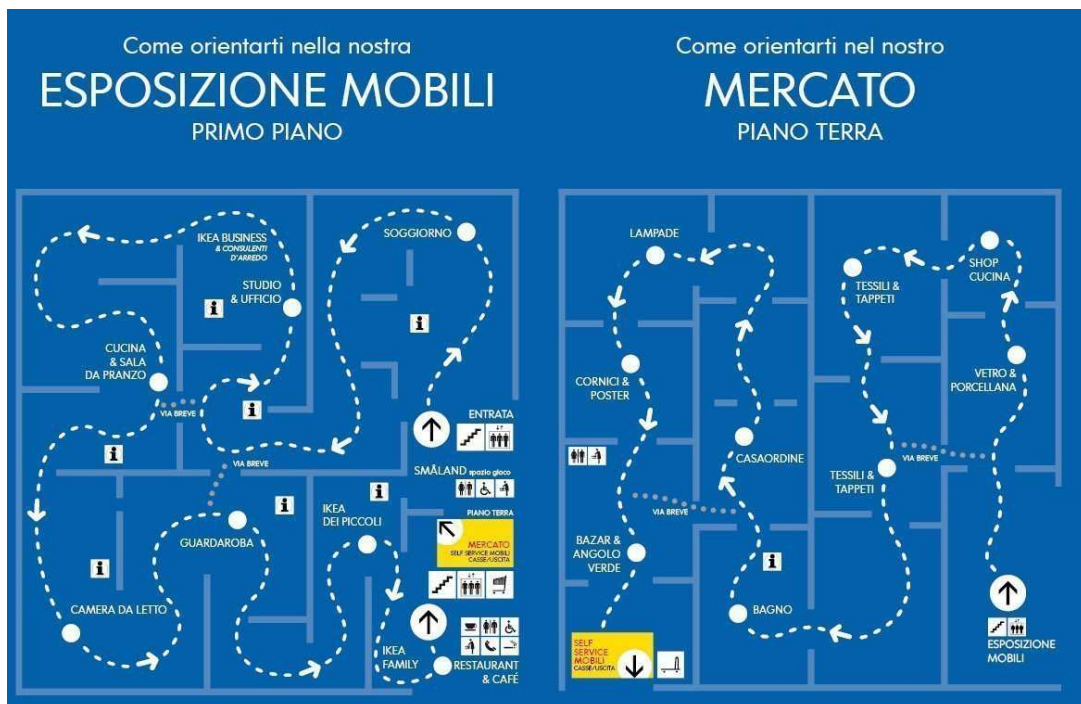 Come orientarti nella nostra
ESPOSIZIONE MOBILI
PRIMO PIANO
IKEA BUSINESS
& CONSULENTI
D'ARREDO
STUDIO
& UFFICIO
SOGGIORNO
CUCINA
& SALA
DA PRANZO
VIA BREVE
ENTRATA
VIA BREVE
SMÅLAND spazio gioco
IKEA
DEI PICCOLI
GUARDAROBA
PIANO TERRA
MERCATO
SELF SERVICE MOBILI
CASSE/USCITA
CAMERA DA LETTO
IKEA
FAMILY
RESTAURANT
& CAFÉ
Come orientarti nel nostro
MERCATO
PIANO TERRA
LAMPADE
SHOP
CUCINA
TESSILI &
TAPPETI
CORNICI &
POSTER
VETRO &
PORCELLANA
CASAORDINE
VIA BREVE
TESSILI &
TAPPETI
VIA BREVE
BAZAR &
ANGOLO
VERDE
BAGNO
SELF
SERVICE
MOBILI
CASSE/USCITA
ESPOSIZIONE
MOBILI